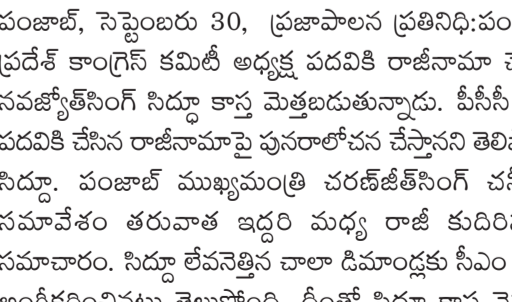 పంజాబ్, సెప్టెంబరు 30, ప్రజాపాలన ప్రతినిధి:పం
ప్రదేశ్ కాంగ్రెస్ కమిటీ అధ్యక్ష పదవికి రాజీనామా
నవజ్యోత్‌సింగ్ సిద్ధూ కాస్త మెత్తబడుతున్నాడు. పీసీసీ
పదవికి చేసిన రాజీనామాపై పునరాలోచన చేస్తానని
సిద్దూ. పంజాబ్ ముఖ్యమంత్రి చరణ్‌జీత్‌సింగ్
సమావేశం తరువాత ఇద్దరి మధ్య రాజీ
సమాచారం. సిద్దూ లేవనెత్తిన చాలా డిమాండ్లకు సీఎం